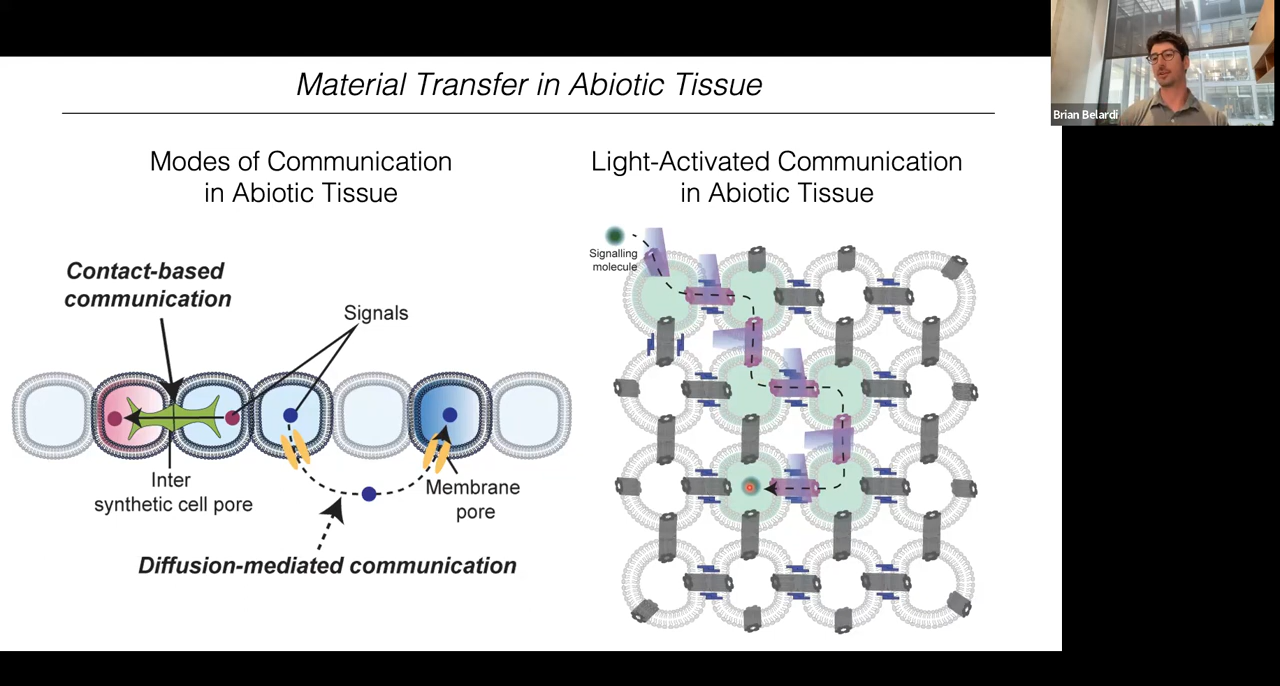 Material Transfer in Abiotic Tissue
Brian Belardi
Modes of Communication
in Abiotic Tissue
Contact-based
communication
Signals
Inter
synthetic cell pore
Membrane
pore
Diffusion-mediated communication
Light-Activated Communication
in Abiotic Tissue
Signalling
molecule